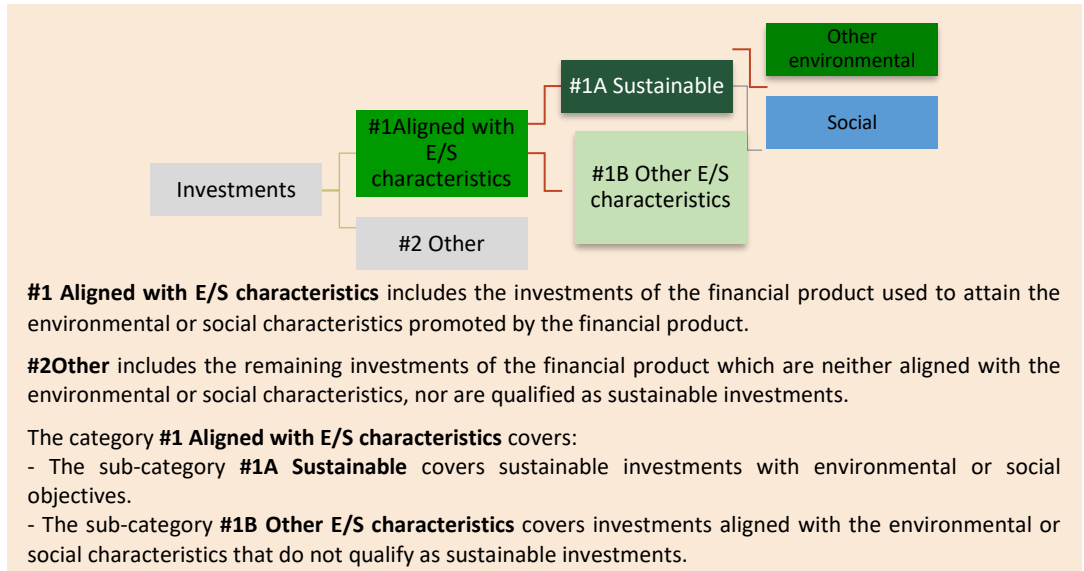 Other
environmental
#1A Sustainable
Social
#1Aligned with
E/S
characteristics
#1B Other E/S
characteristics
Investments
#2 Other
#1 Aligned with E/S characteristics includes the investments of the financial product used to attain the
environmental or social characteristics promoted by the financial product.
#2Other includes the remaining investments of the financial product which are neither aligned with the
environmental or social characteristics, nor are qualified as sustainable investments.
The category #1 Aligned with E/S characteristics covers:
- The sub-category #1A Sustainable covers sustainable investments with environmental or social
objectives.
- The sub-category #1B Other E/S characteristics covers investments aligned with the environmental or
social characteristics that do not qualify as sustainable investments.